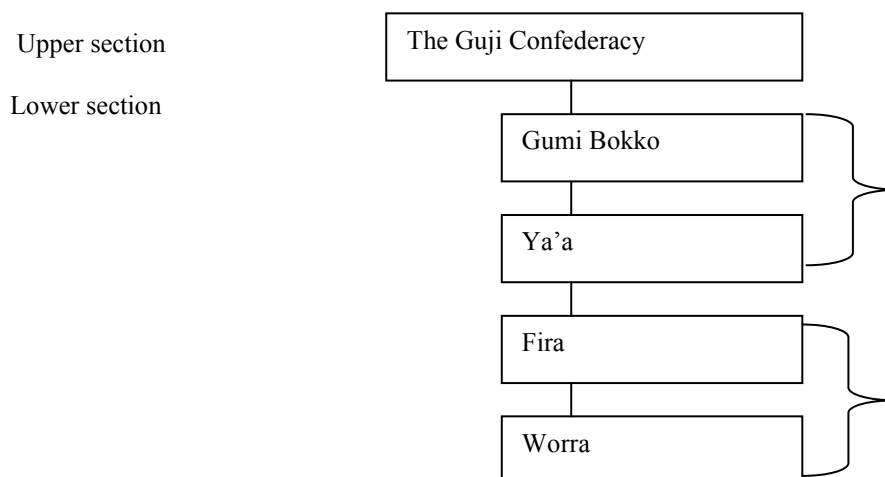 Upper section
The Guji Confederacy
Lower section
Gumi Bokko
Ya’a
Fira
Worra